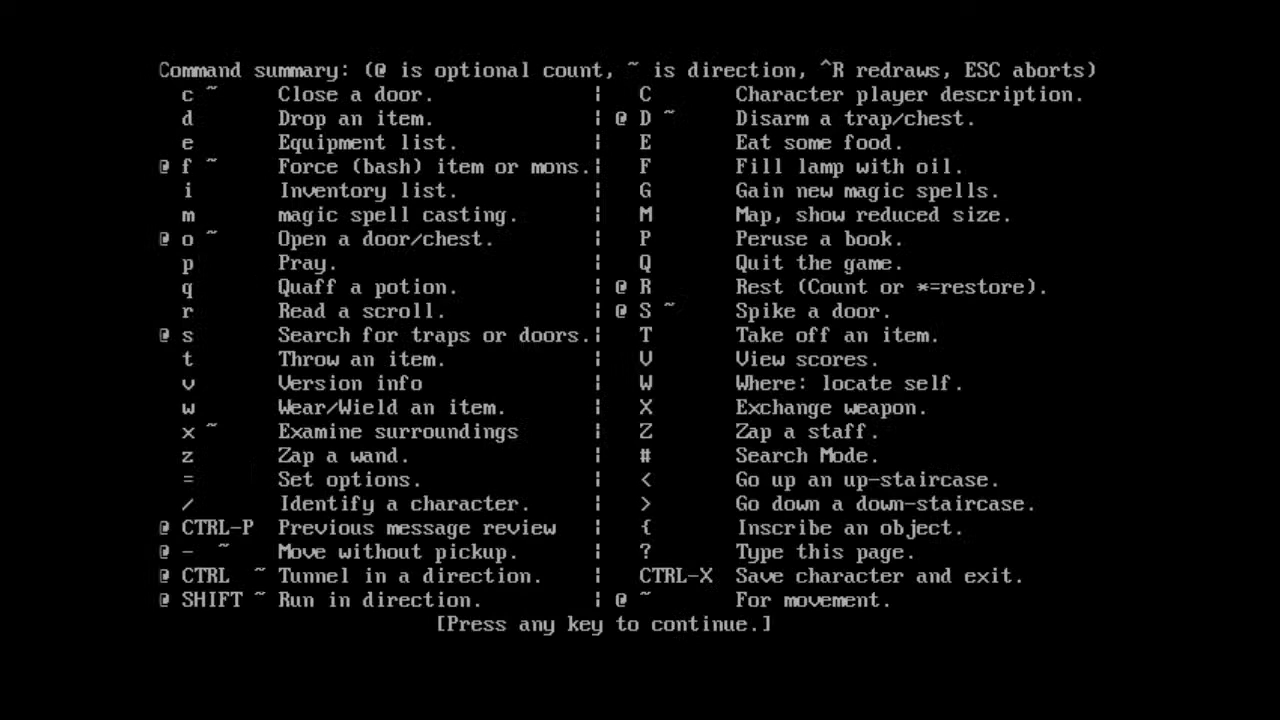 Command summary: (@ is optional count, ~ is direction, ^R redraws, ESC aborts)
  c ~     Close a door.              ¦   C       Character player description.
  d       Drop an item.              ¦ @ D ~     Disarm a trap/chest.
  e       Equipment list.            ¦   E       Eat some food.
@ f ~     Force (bash) item or mons.¦   F       Fill lamp with oil.
  i       Inventory list.            ¦   G       Gain new magic spells.
  m       magic spell casting.       ¦   M       Map, show reduced size.
@ o ~     Open a door/chest.         ¦   P       Peruse a book.
  p       Pray.                      ¦   Q       Quit the game.
  q       Quaff a potion.            ¦ @ R       Rest (Count or *=restore).
  r       Read a scroll.             ¦ @ S ~     Spike a door.
@ s       Search for traps or doors.¦   T       Take off an item.
  t       Throw an item.             ¦   V       View scores.
  v       Version info               ¦   W       Where: locate self.
  w       Wear/Wield an item.        ¦   X       Exchange weapon.
  x ~     Examine surroundings       ¦   Z       Zap a staff.
  z       Zap a wand.                ¦   #       Search Mode.
  =       Set options.               ¦   <       Go up an up-staircase.
  /       Identify a character.      ¦   >       Go down a down-staircase.
@ CTRL-P  Previous message review    ¦   {       Inscribe an object.
@ -  ~    Move without pickup.       ¦   ?       Type this page.
@ CTRL  ~ Tunnel in a direction.     ¦   CTRL-X  Save character and exit.
@ SHIFT ~ Run in direction.          ¦ @ ~       For movement.
[Press any key to continue.]